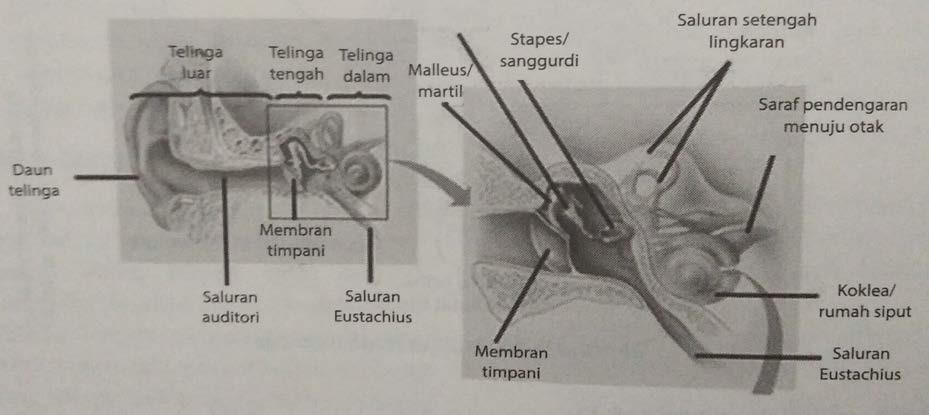 Telinga
luar
Telinga
tengah
Telinga
dalam
Daun
telinga
Membran
timpani
Saluran
auditori
Saluran
Eustachius
Malleus/
martil
Stapes/
sanggurdi
Saluran setengah
lingkaran
Saraf pendengaran
menuju otak
Koklea/
rumah siput
Saluran
Eustachius
Membran
timpani